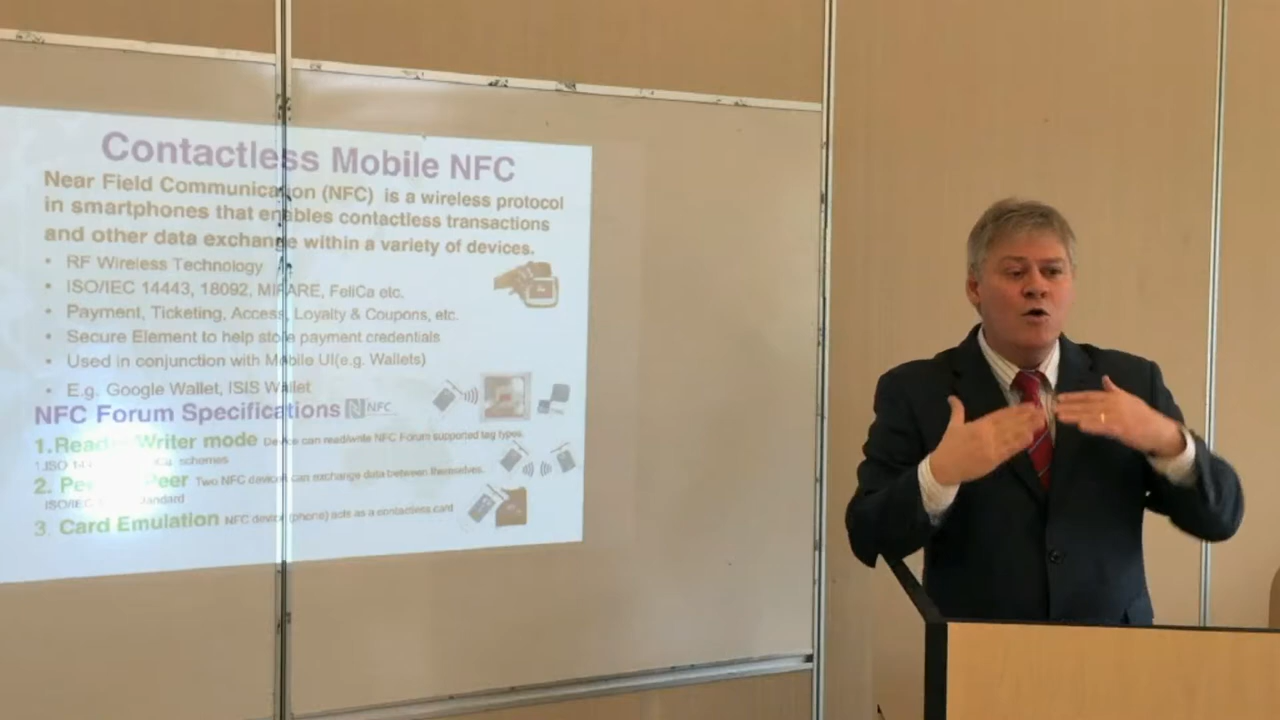 Contactless Mobile NFC
Near Field Communication (NFC) is a wireless protocol
in smartphones that enables contactless transactions
and other data exchange within a variety of devices.
• RF Wireless Technology
• ISO/IEC 14443, 18092, MIFARE, FeliCa etc.
• Payment, Ticketing, Access, Loyalty & Coupons, etc.
• Secure Element to help store payment credentials
• Used in conjunction with Mobile UI(e.g. Wallets)
• E.g. Google Wallet, ISIS Wallet
NFC Forum Specifications NFC
1.Read Writer mode Device can read/write NFC Forum supported tag types.
schemes
2. Peer Two NFC devices can exchange data between themselves.
ISO/IEC
3 Card Emulation NFC device (phone) acts as a contactless card